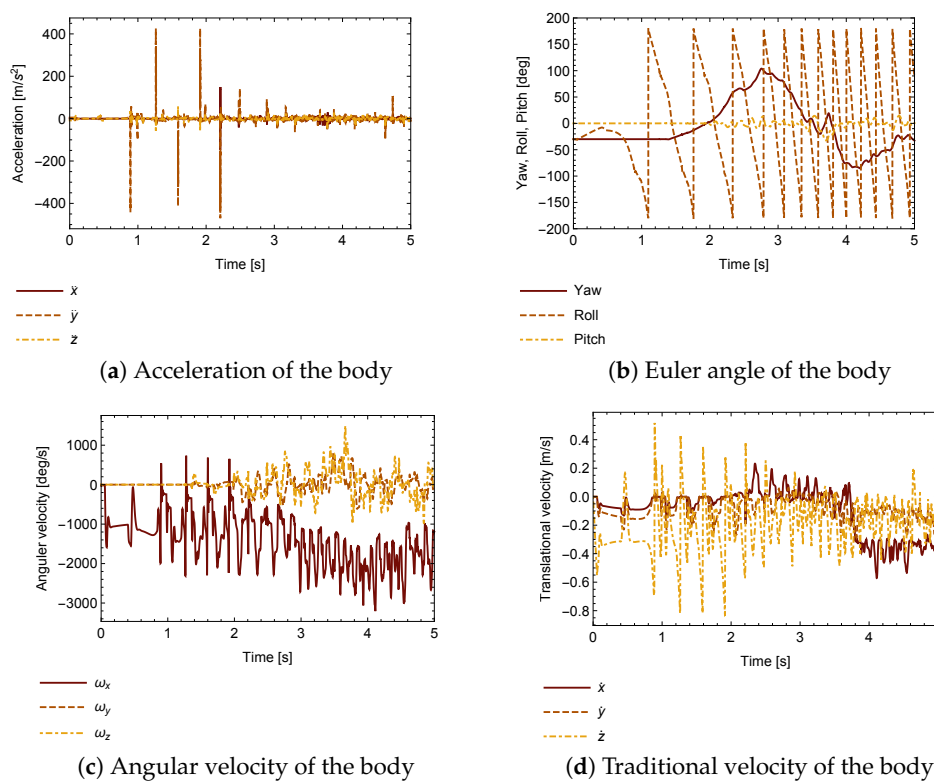 400
200
0
−200
−400
Acceleration [m/s²]
0 1 2 3 4 5
Time [s]
ẍ
ÿ
z̈
(a) Acceleration of the body
200
150
100
50
0
−50
−100
−150
−200
Yaw, Roll, Pitch [deg]
0 1 2 3 4 5
Time [s]
Yaw
Roll
Pitch
(b) Euler angle of the body
1000
0
−1000
−2000
−3000
Angular velocity [deg/s]
0 1 2 3 4 5
Time [s]
ωx
ωy
ωz
(c) Angular velocity of the body
0.4
0.2
0.0
−0.2
−0.4
−0.6
−0.8
Translational velocity [m/s]
0 1 2 3 4
Time [s]
ẋ
ẏ
ż
(d) Traditional velocity of the body